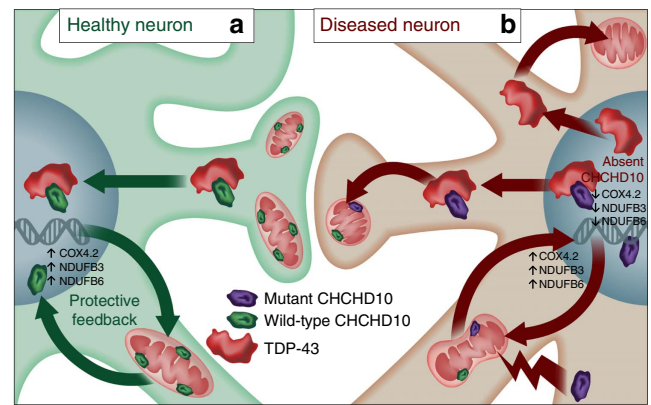 Healthy neuron a
Diseased neuron b
Absent
CHCHD10
↓ COX4.2
↓ NDUFB3
↓ NDUFB6
↑ COX4.2
↑ NDUFB3
↑ NDUFB6
Protective
feedback
↑ COX4.2
↑ NDUFB3
↑ NDUFB6
Mutant CHCHD10
Wild-type CHCHD10
TDP-43